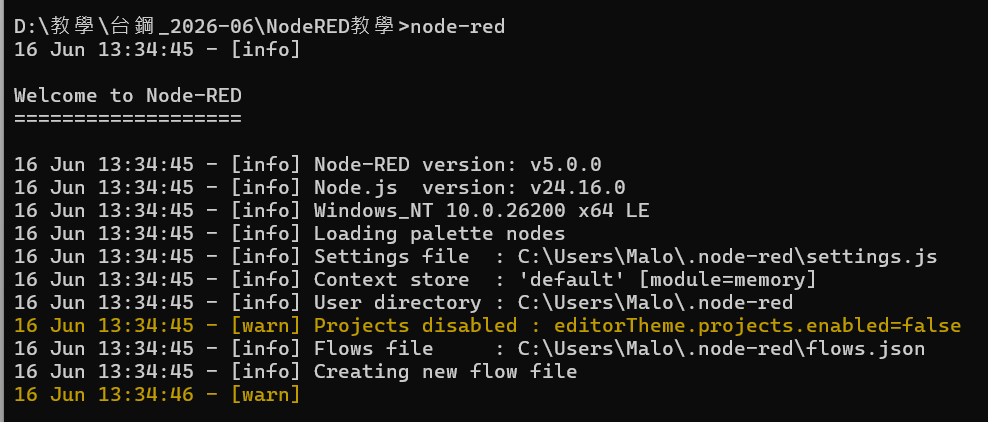 D:\教學\台鋼_2026-06\NodeRED教學>node-red
16 Jun 13:34:45 - [info]
Welcome to Node-RED
===================
16 Jun 13:34:45 - [info] Node-RED version: v5.0.0
16 Jun 13:34:45 - [info] Node.js  version: v24.16.0
16 Jun 13:34:45 - [info] Windows_NT 10.0.26200 x64 LE
16 Jun 13:34:45 - [info] Loading palette nodes
16 Jun 13:34:45 - [info] Settings file  : C:\Users\Malo\.node-red\settings.js
16 Jun 13:34:45 - [info] Context store  : 'default' [module=memory]
16 Jun 13:34:45 - [info] User directory : C:\Users\Malo\.node-red
16 Jun 13:34:45 - [warn] Projects disabled : editorTheme.projects.enabled=false
16 Jun 13:34:45 - [info] Flows file     : C:\Users\Malo\.node-red\flows.json
16 Jun 13:34:45 - [info] Creating new flow file
16 Jun 13:34:46 - [warn]